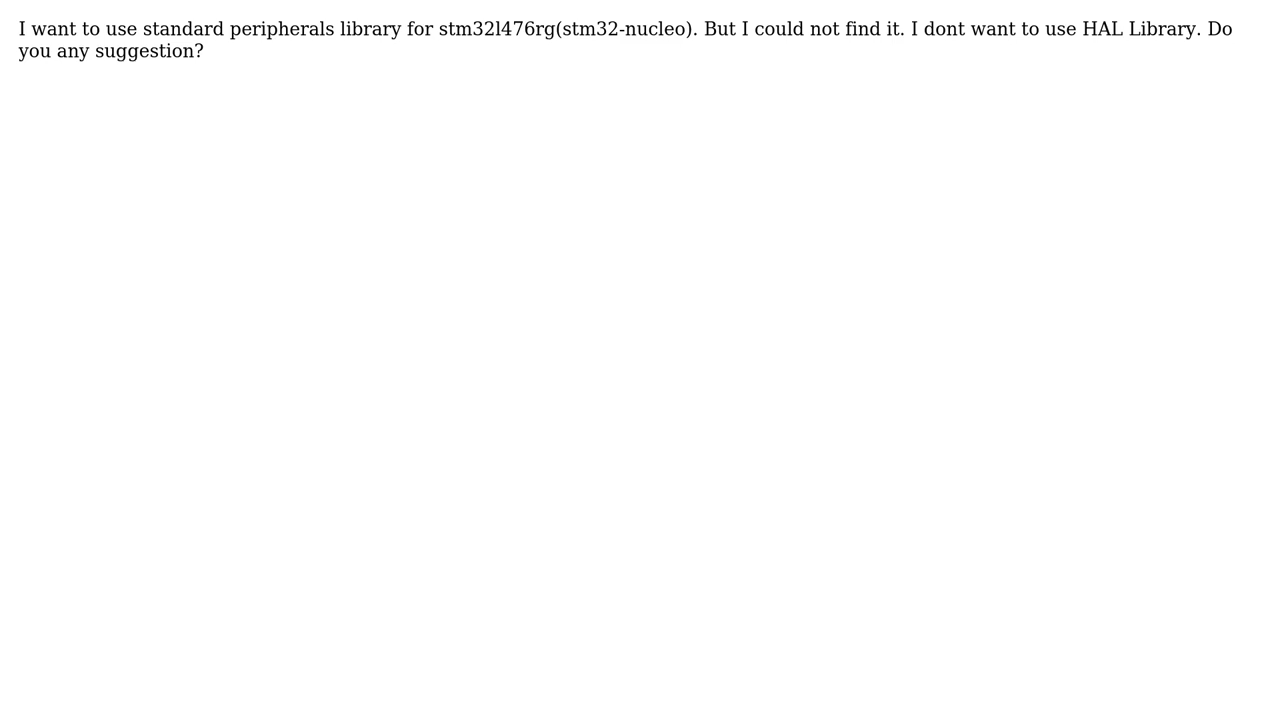 I want to use standard peripherals library for stm32l476rg(stm32-nucleo). But I could not find it. I dont want to use HAL Library. Do
you any suggestion?